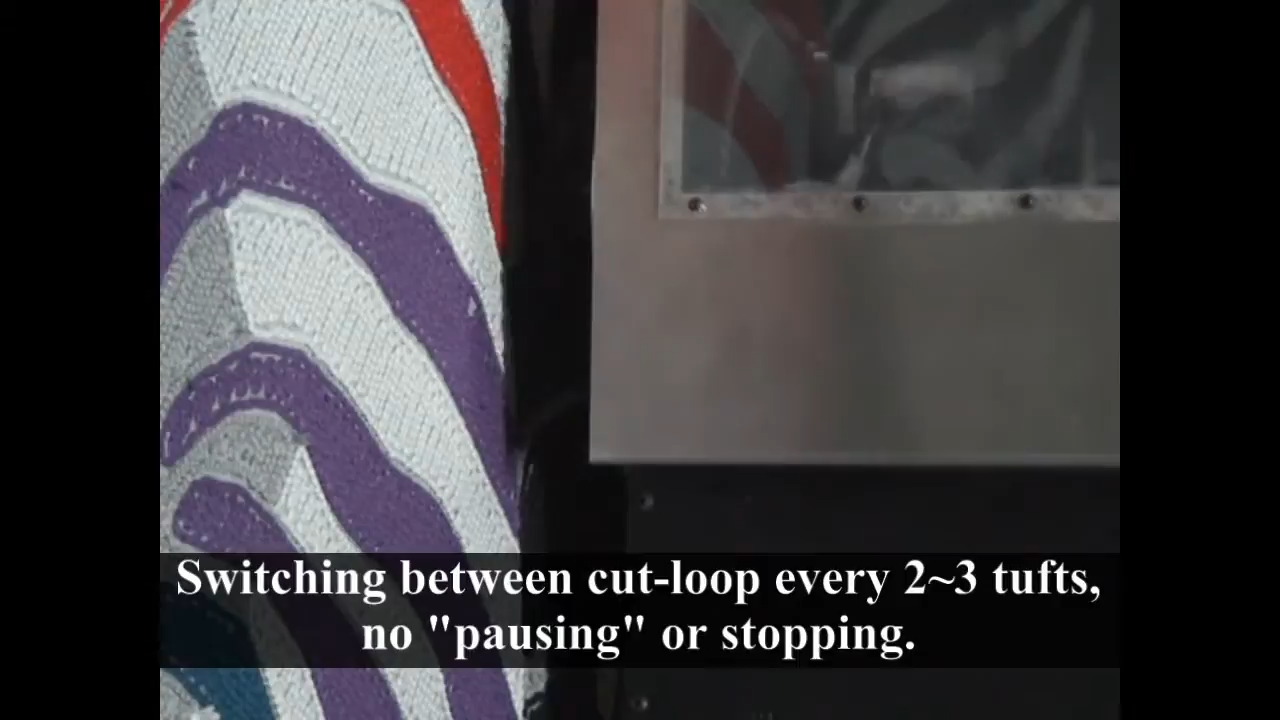 Switching between cut-loop every 2~3 tufts,
no "pausing" or stopping.